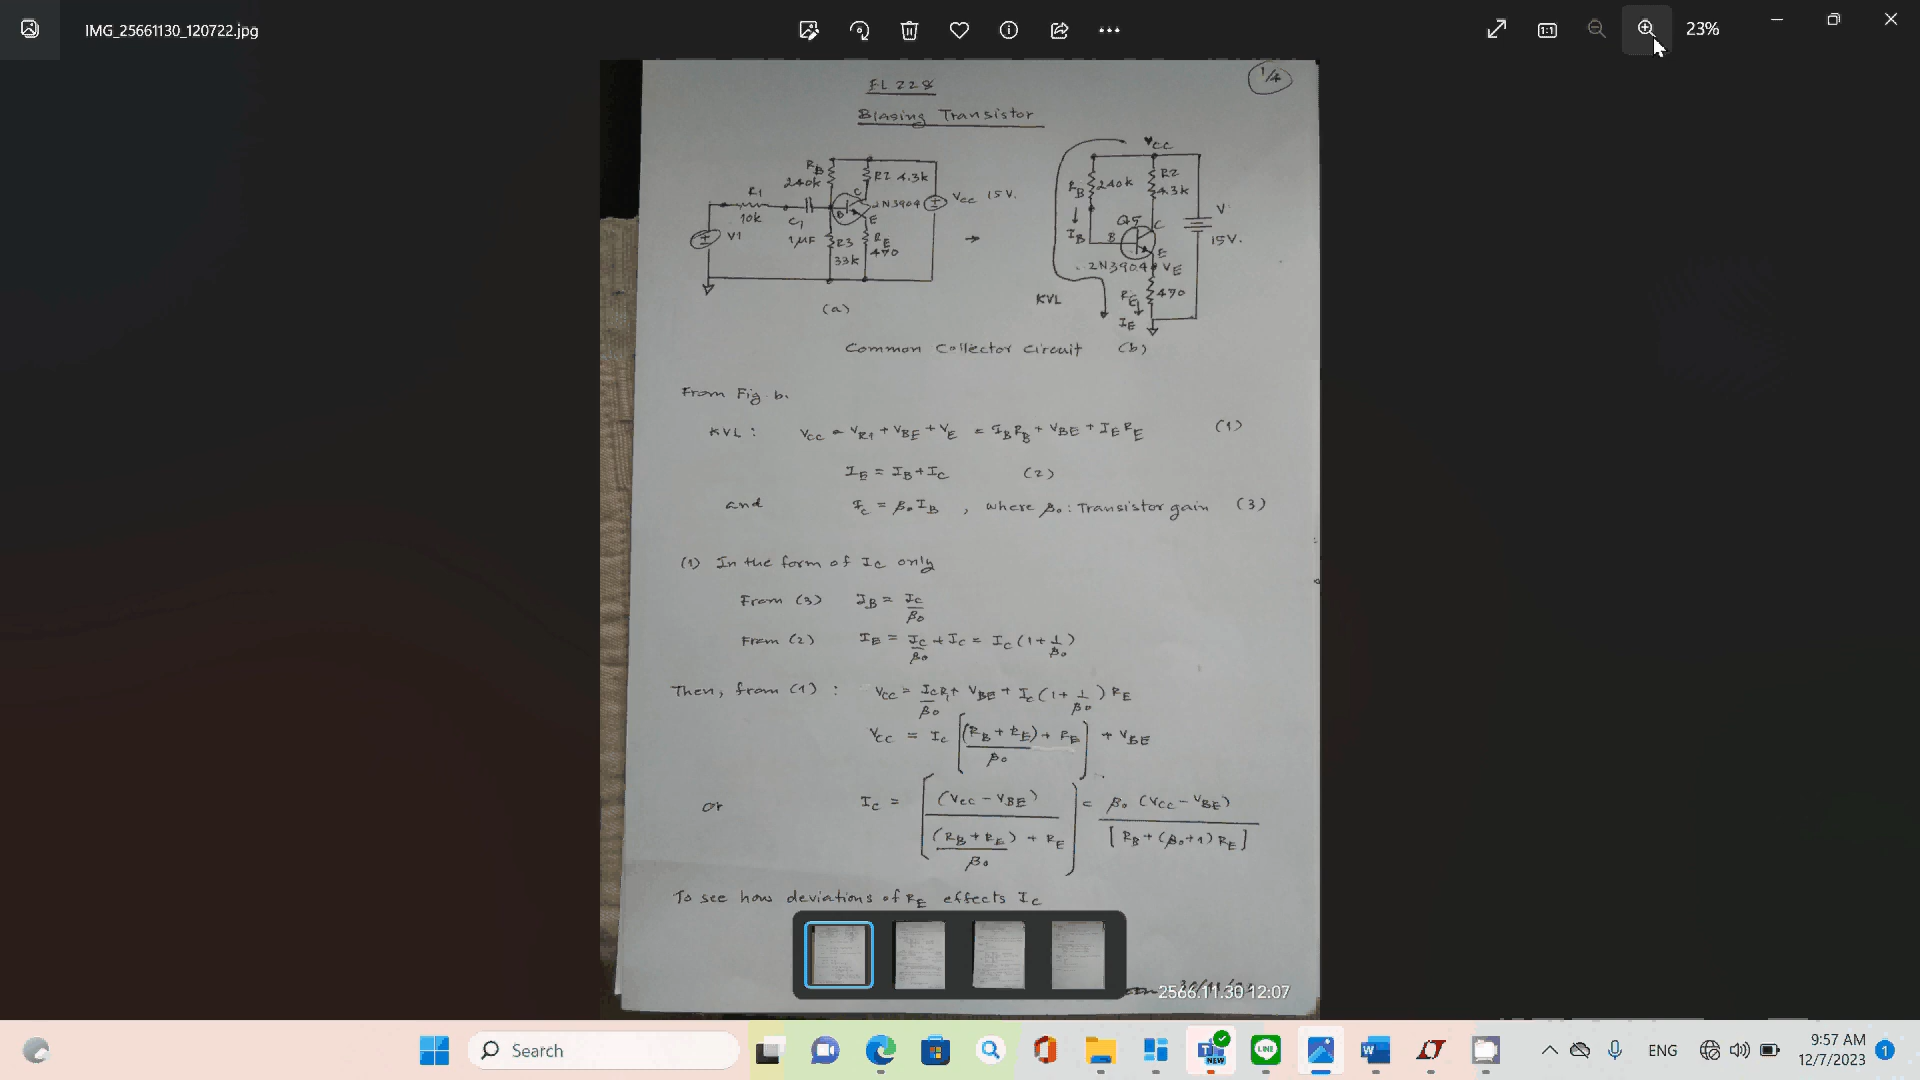 IMG_25661130_120722.jpg
23%
1/4
EL 228
Biasing Transistor
RB
240k
R2 4.3k
R1
10k
C1
1μF
C
B
E
2N3904
Vcc 15V.
V1
R3
33k
RE
470
(a)
Vcc
RB
240k
R2
4.3k
IB
B
Q5
C
E
2N3904
VE
V
15V.
KVL
RE
470
IE
Common Collector Circuit (b)
From Fig b.
KVL : Vcc = VR1 + VBE + VE = IBRB + VBE + IERE (1)
IE = IB + IC (2)
and Ic = β₀IB , where β₀ : Transistor gain (3)
(1) In the form of Ic only
From (3) IB = Ic/β₀
From (2) IE = Ic/β₀ + Ic = Ic (1 + 1/β₀)
Then, from (1) : Vcc = IcR1/β₀ + VBE + Ic (1 + 1/β₀) RE
Vcc = Ic [(RB + RE)/β₀ + RE] + VBE
or Ic = [(Vcc - VBE) / ((RB + RE)/β₀ + RE)] = β₀ (Vcc - VBE) / [RB + (β₀+1) RE]
To see how deviations of RE effects Ic
2566.11.30 12:07
Search
ENG
9:57 AM
12/7/2023
1